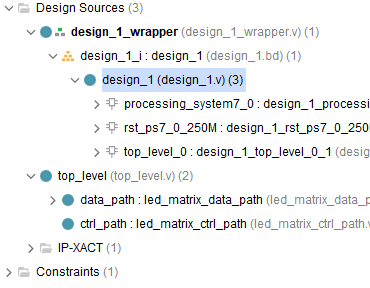 Design Sources (3)
design_1_wrapper (design_1_wrapper.v) (1)
design_1_i : design_1 (design_1.bd) (1)
design_1 (design_1.v) (3)
processing_system7_0 : design_1_processi
rst_ps7_0_250M : design_1_rst_ps7_0_250M
top_level_0 : design_1_top_level_0_1 (desig
top_level (top_level.v) (2)
data_path : led_matrix_data_path (led_matrix_data_p
ctrl_path : led_matrix_ctrl_path (led_matrix_ctrl_path.v
IP-XACT (1)
Constraints (1)